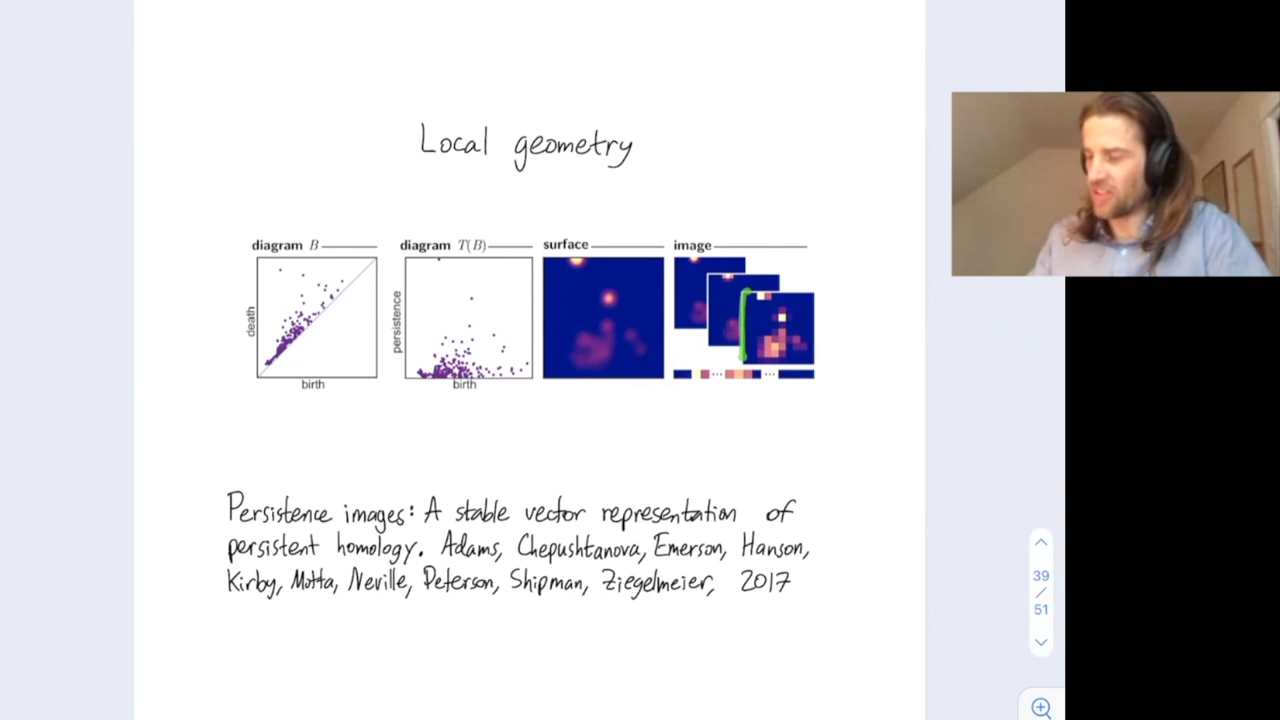 Local geometry
diagram B
diagram T(B)
surface
image
death
birth
persistence
birth
...
...
Persistence images: A stable vector representation of
persistent homology. Adams, Chepushtanova, Emerson, Hanson,
Kirby, Motta, Neville, Peterson, Shipman, Ziegelmeier, 2017
39
/
51